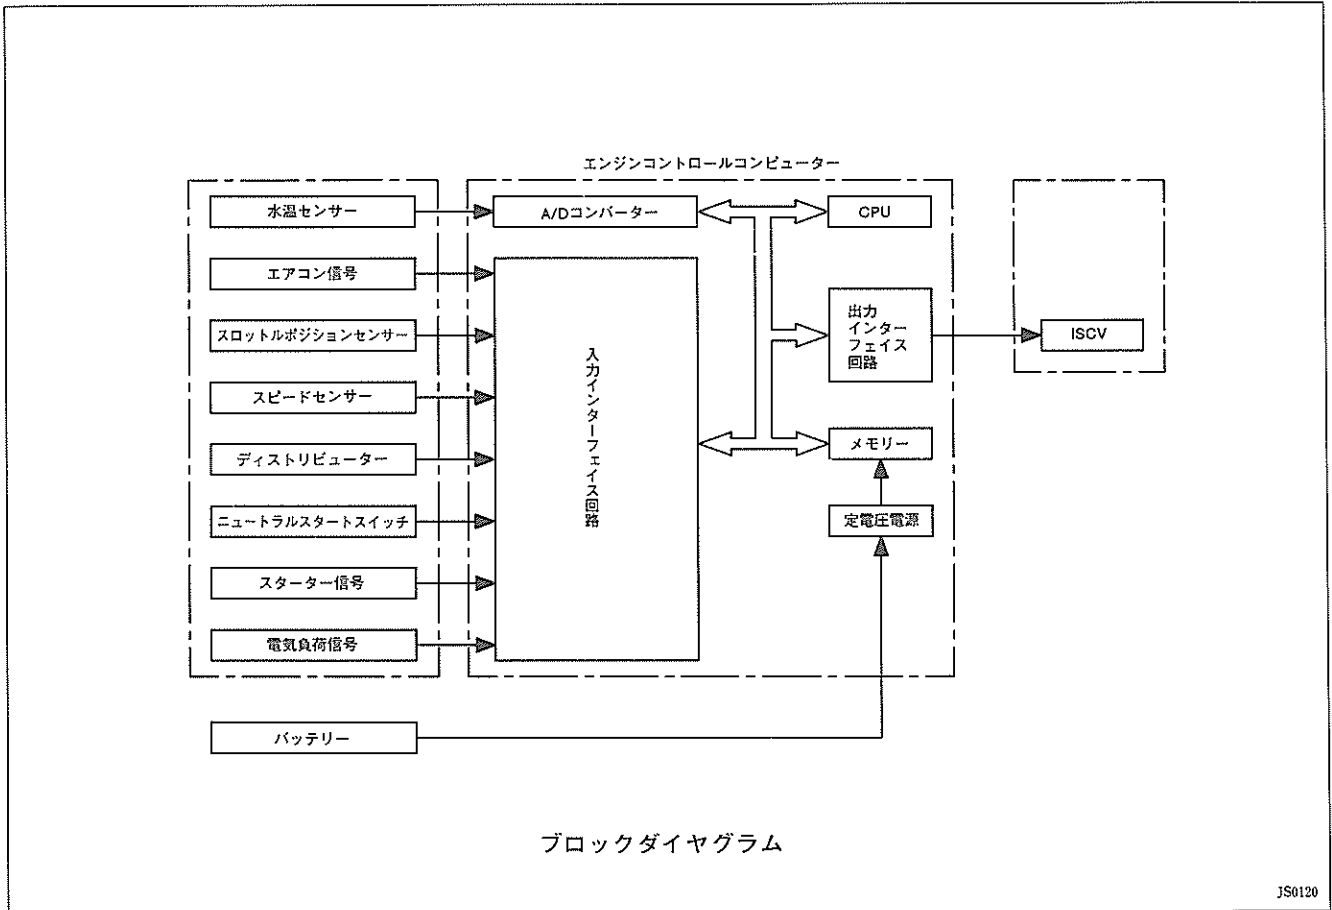 エンジンコントロールコンピューター
水温センサー
A/Dコンバーター
CPU
エアコン信号
スロットルポジションセンサー
スピードセンサー
ディストリビューター
ニュートラルスタートスイッチ
スターター信号
電気負荷信号
入力インターフェイス回路
出力
インター
フェイス
回路
ISCV
メモリー
定電圧電源
バッテリー
ブロックダイヤグラム
JS0120